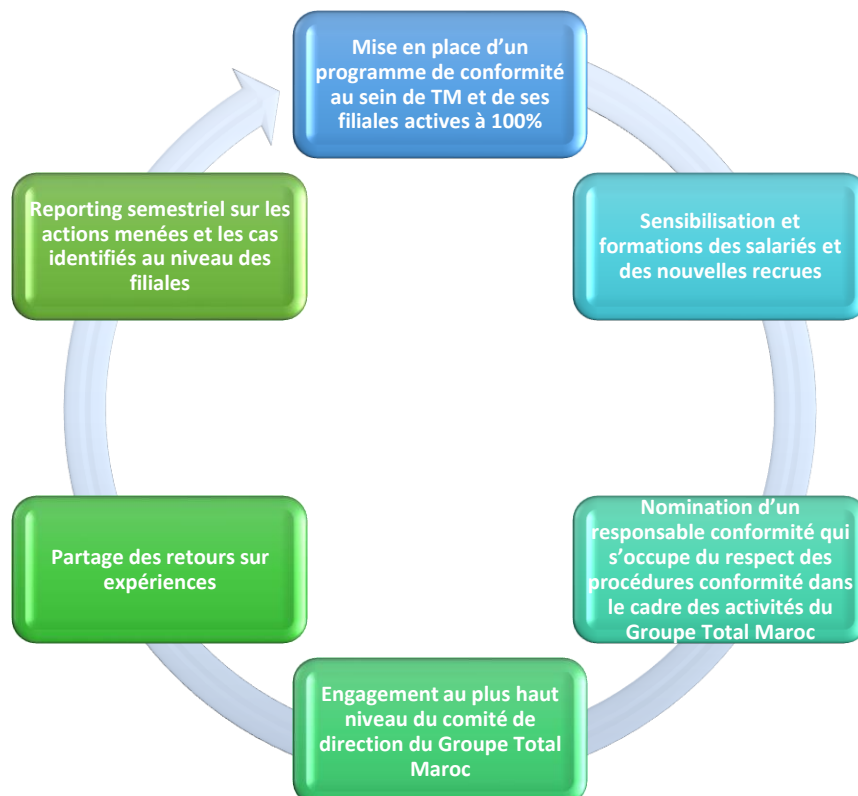 Mise en place d’un
programme de conformité
au sein de TM et de ses
filiales actives à 100%
Sensibilisation et
formations des salariés et
des nouvelles recrues
Nomination d’un
responsable conformité qui
s’occupe du respect des
procédures conformité dans
le cadre des activités du
Groupe Total Maroc
Engagement au plus haut
niveau du comité de
direction du Groupe Total
Maroc
Partage des retours sur
expériences
Reporting semestriel sur les
actions menées et les cas
identifiés au niveau des
filiales